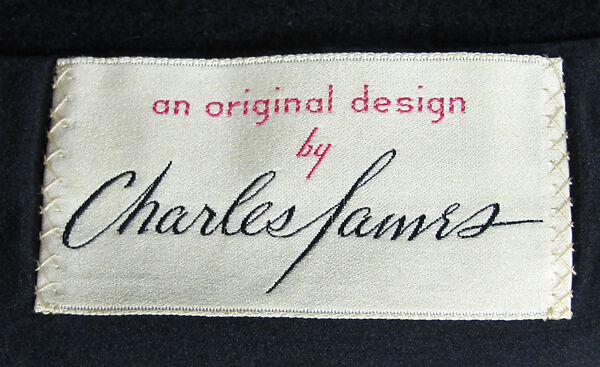 an original design
by
Charles James